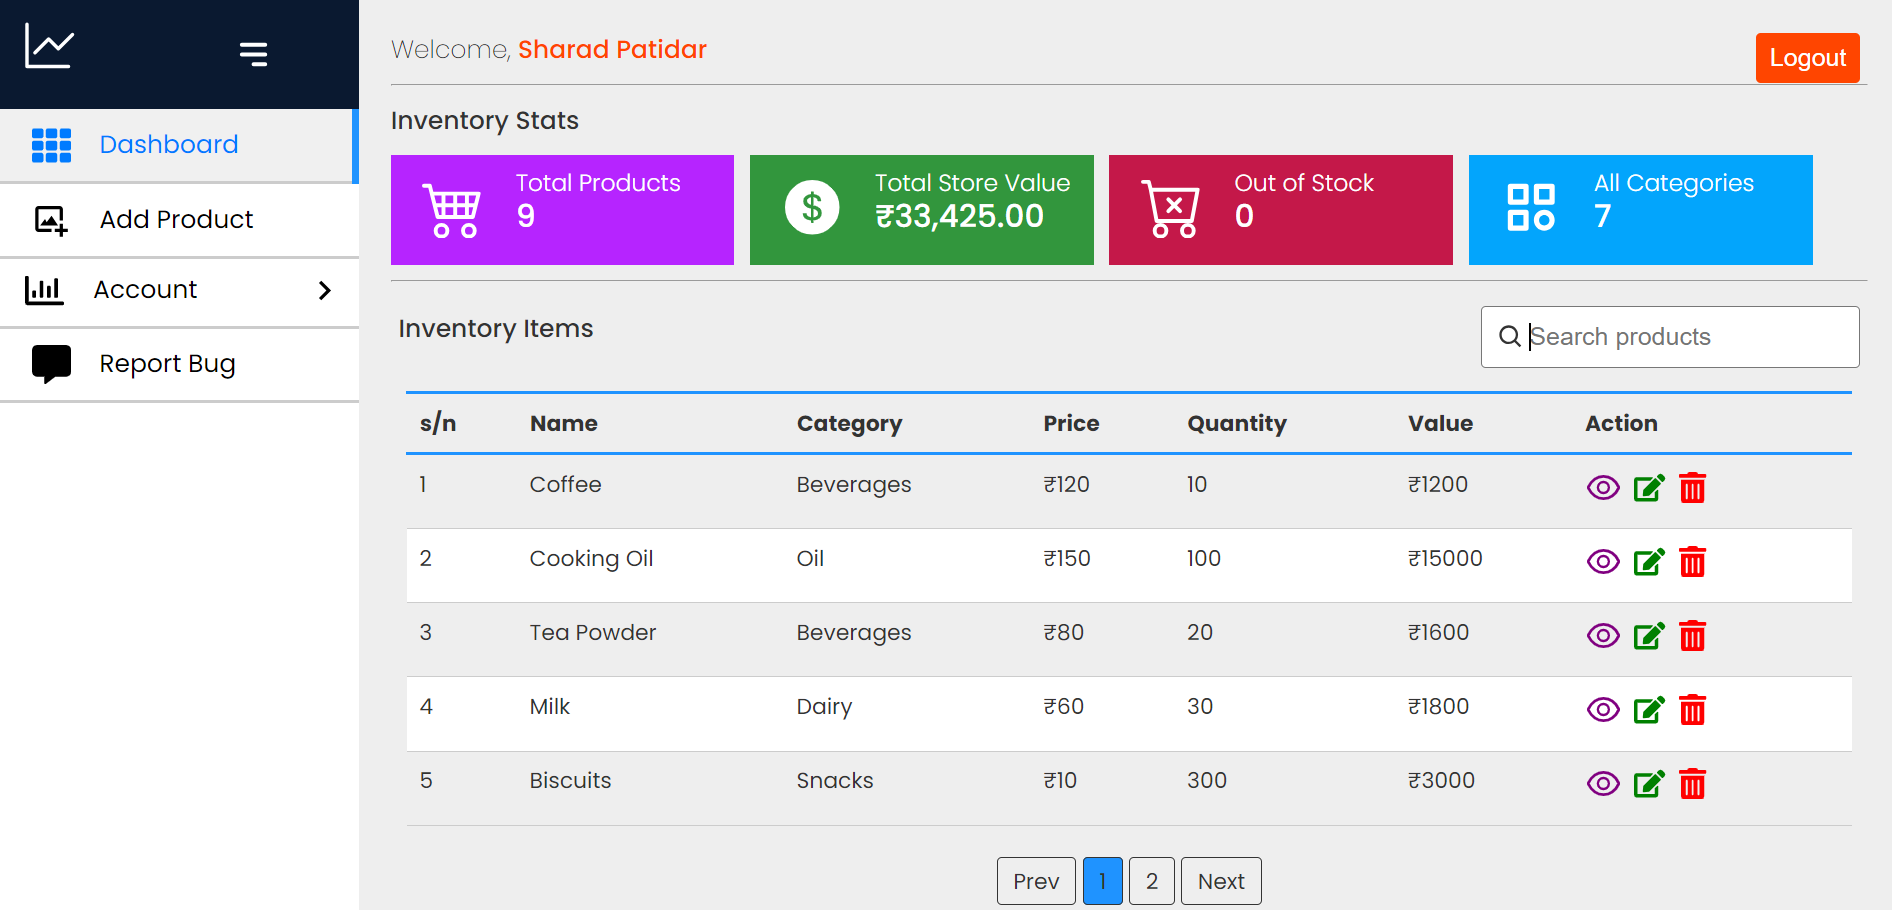 Welcome, Sharad Patidar
Logout
Dashboard
Add Product
Account
Report Bug
Inventory Stats
Total Products
9
$
Total Store Value
₹33,425.00
Out of Stock
0
All Categories
7
Inventory Items
Search products
s/n Name Category Price Quantity Value Action
1 Coffee Beverages ₹120 10 ₹1200
2 Cooking Oil Oil ₹150 100 ₹15000
3 Tea Powder Beverages ₹80 20 ₹1600
4 Milk Dairy ₹60 30 ₹1800
5 Biscuits Snacks ₹10 300 ₹3000
Prev 1 2 Next